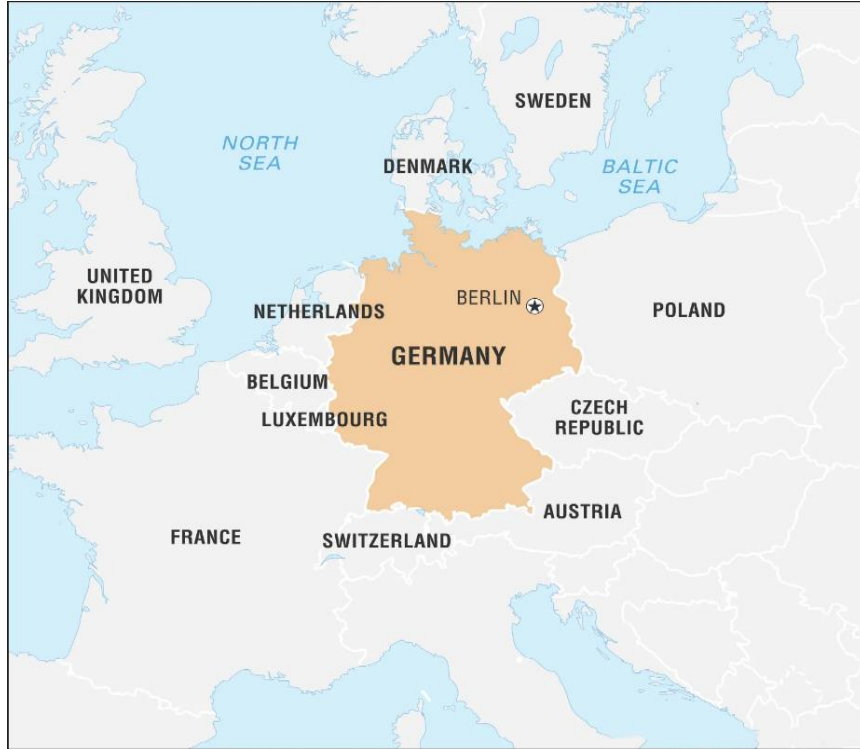 SWEDEN
NORTH
SEA
DENMARK
BALTIC
SEA
UNITED
KINGDOM
BERLIN
NETHERLANDS
POLAND
GERMANY
BELGIUM
CZECH
REPUBLIC
LUXEMBOURG
AUSTRIA
FRANCE
SWITZERLAND